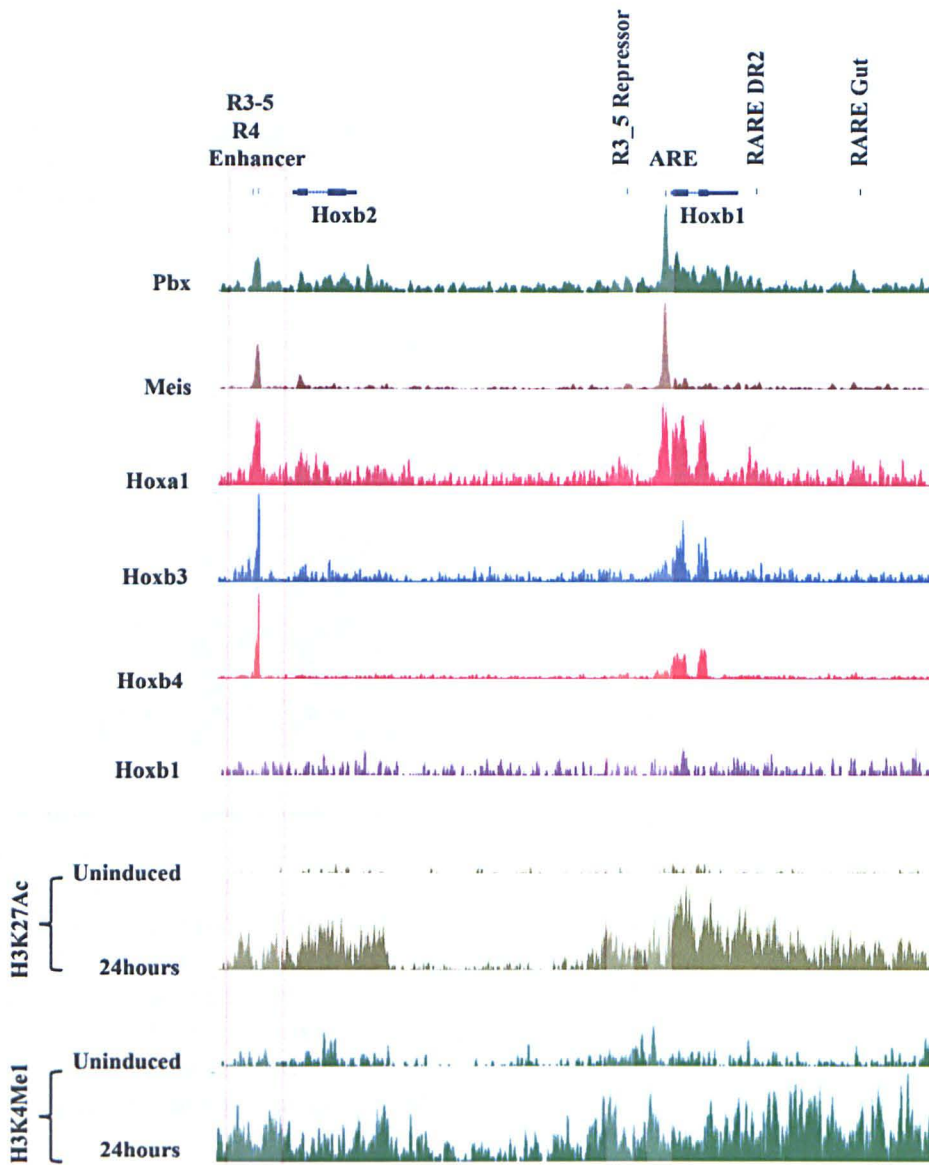 R3-5
R4
Enhancer
R3_5 Repressor
ARE
RARE DR2
RARE Gut
Hoxb2
Hoxb1
Pbx
Meis
Hoxa1
Hoxb3
Hoxb4
Hoxb1
H3K27Ac
Uninduced
24hours
H3K4Me1
Uninduced
24hours